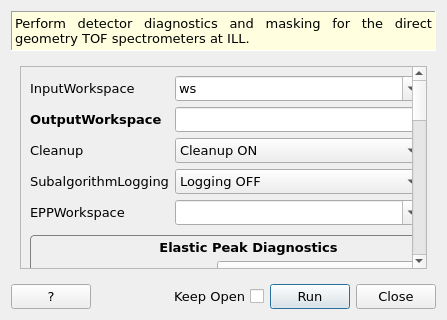 Perform detector diagnostics and masking for the direct
geometry TOF spectrometers at ILL.
InputWorkspace ws
OutputWorkspace
Cleanup Cleanup ON
SubalgorithmLogging Logging OFF
EPPWorkspace
Elastic Peak Diagnostics
? Keep Open Run Close